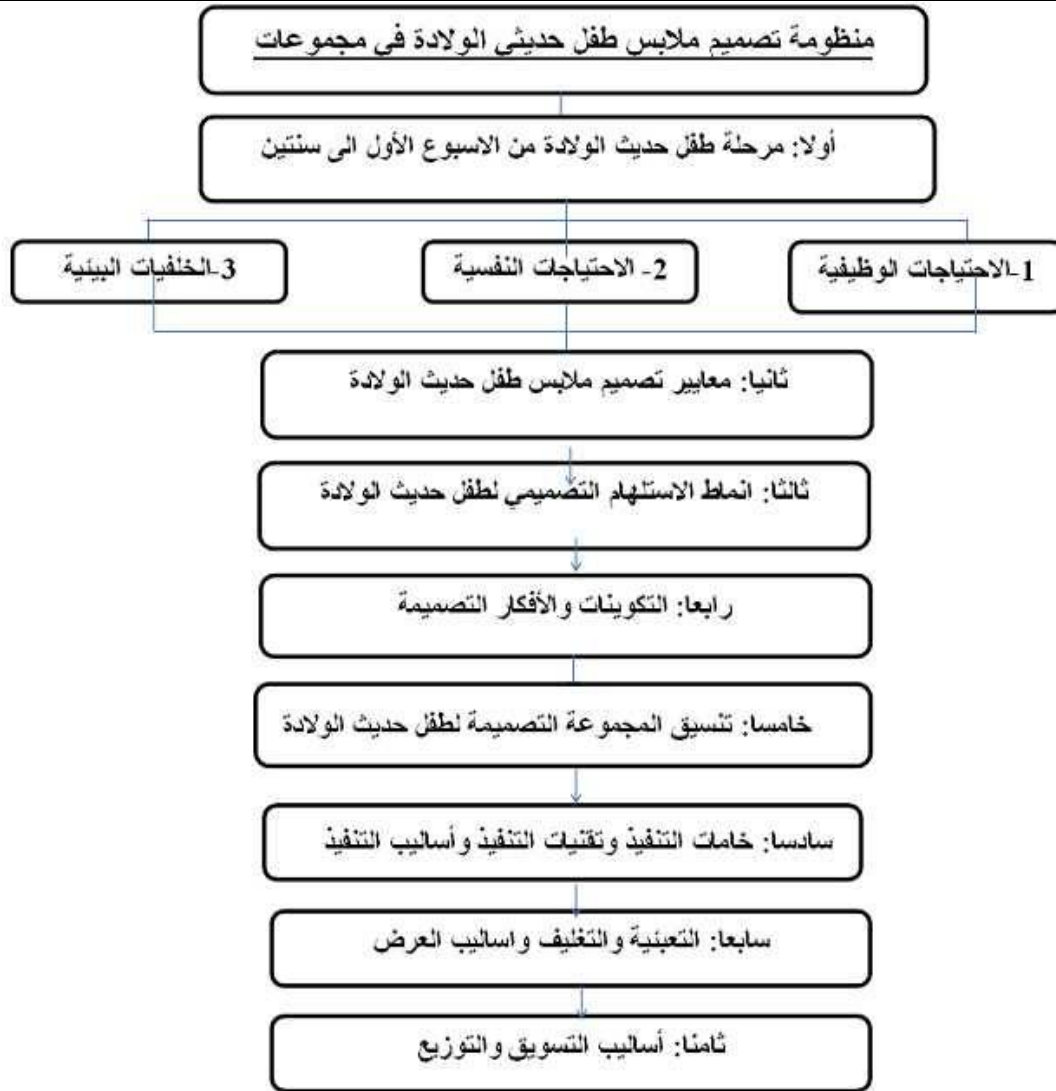 منظومة تصميم ملابس طفل حديثى الولادة فى مجموعات
أولا: مرحلة طفل حديث الولادة من الاسبوع الأول الى سنتين
1-الاحتياجات الوظيفية
2- الاحتياجات النفسية
3-الخلفيات البيئية
ثانيا: معايير تصميم ملابس طفل حديث الولادة
ثالثا: انماط الاستلهام التصميمي لطفل حديث الولادة
رابعا: التكوينات والأفكار التصميمة
خامسا: تنسيق المجموعة التصميمة لطفل حديث الولادة
سادسا: خامات التنفيذ وتقنيات التنفيذ وأساليب التنفيذ
سابعا: التعبئية والتغليف واساليب العرض
ثامنا: أساليب التسويق والتوزيع